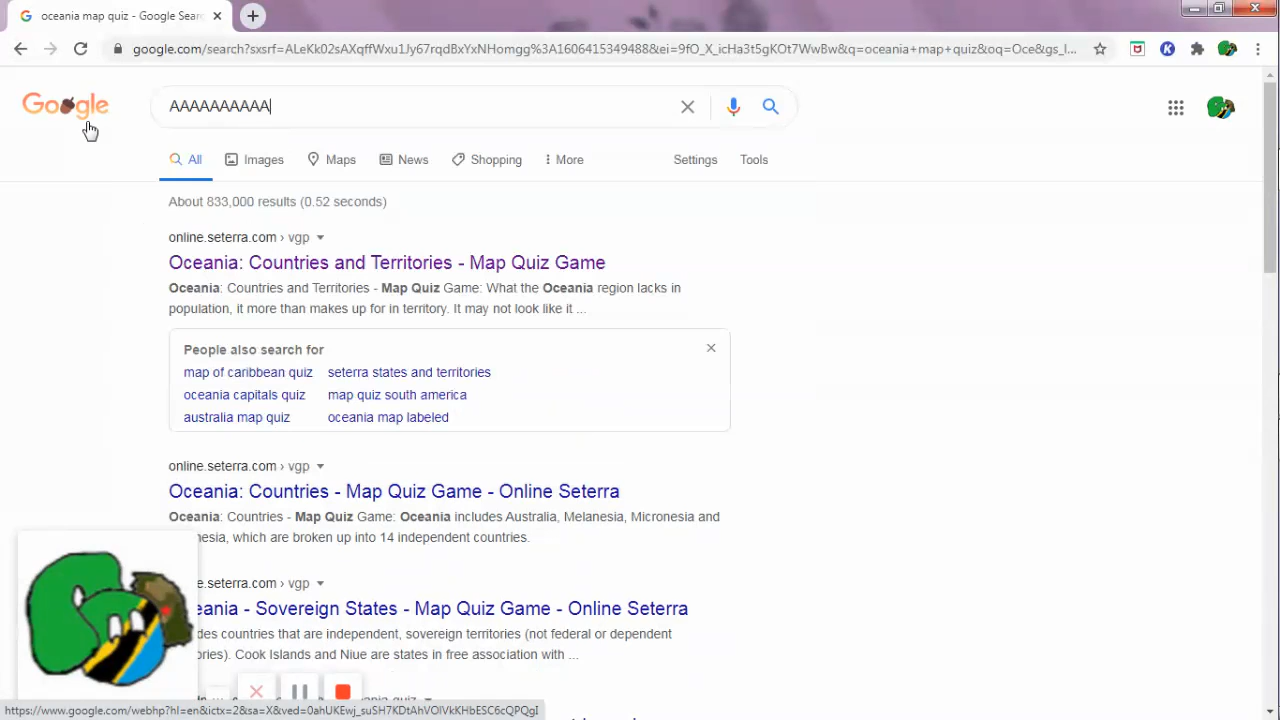 oceania map quiz - Google Sear
google.com/search?sxsrf=ALeKk02sAXqffWxu1Jy67rqdBxYxNHomgg%3A1606415349488&ei=9fO_X_icHa3t5gKOt7WwBw&q=oceania+map+quiz&oq=Oce&gs_l...
Google
AAAAAAAAAA
All Images Maps News Shopping More Settings Tools
About 833,000 results (0.52 seconds)
online.seterra.com › vgp
Oceania: Countries and Territories - Map Quiz Game
Oceania: Countries and Territories - Map Quiz Game: What the Oceania region lacks in
population, it more than makes up for in territory. It may not look like it ...
People also search for
map of caribbean quiz seterra states and territories
oceania capitals quiz map quiz south america
australia map quiz oceania map labeled
online.seterra.com › vgp
Oceania: Countries - Map Quiz Game - Online Seterra
Oceania: Countries - Map Quiz Game: Oceania includes Australia, Melanesia, Micronesia and
nesia, which are broken up into 14 independent countries.
e.seterra.com › vgp
eania - Sovereign States - Map Quiz Game - Online Seterra
des countries that are independent, sovereign territories (not federal or dependent
ories). Cook Islands and Niue are states in free association with ...
https://www.google.com/webhp?hl=en&ictx=2&sa=X&ved=0ahUKEwj_suSH7KDtAhVOlVkKHbESC6cQPQgI